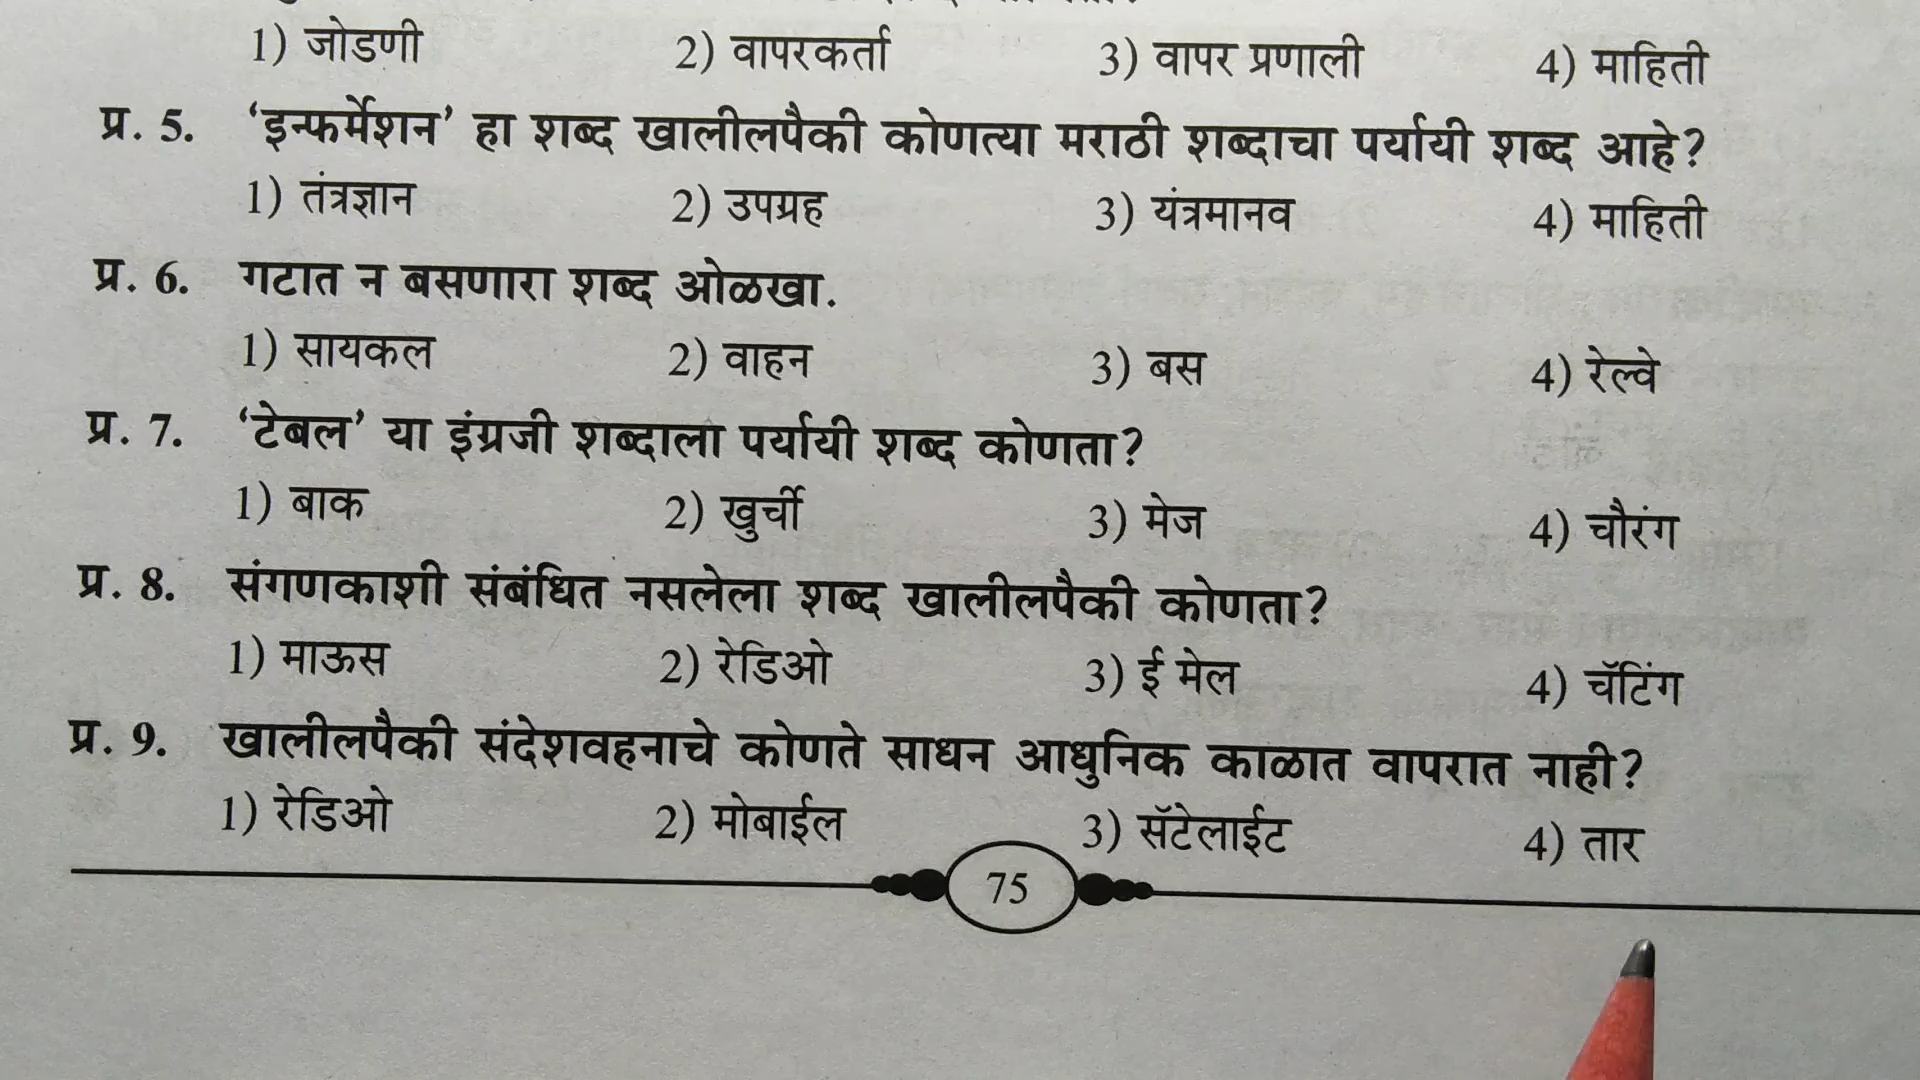 1) जोडणी 2) वापरकर्ता 3) वापर प्रणाली 4) माहिती
प्र. 5. ‘इन्फर्मेशन’ हा शब्द खालीलपैकी कोणत्या मराठी शब्दाचा पर्यायी शब्द आहे?
1) तंत्रज्ञान 2) उपग्रह 3) यंत्रमानव 4) माहिती
प्र. 6. गटात न बसणारा शब्द ओळखा.
1) सायकल 2) वाहन 3) बस 4) रेल्वे
प्र. 7. ‘टेबल’ या इंग्रजी शब्दाला पर्यायी शब्द कोणता?
1) बाक 2) खुर्ची 3) मेज 4) चौरंग
प्र. 8. संगणकाशी संबंधित नसलेला शब्द खालीलपैकी कोणता?
1) माऊस 2) रेडिओ 3) ई मेल 4) चॅटिंग
प्र. 9. खालीलपैकी संदेशवहनाचे कोणते साधन आधुनिक काळात वापरात नाही?
1) रेडिओ 2) मोबाईल 3) सॅटेलाईट 4) तार
75